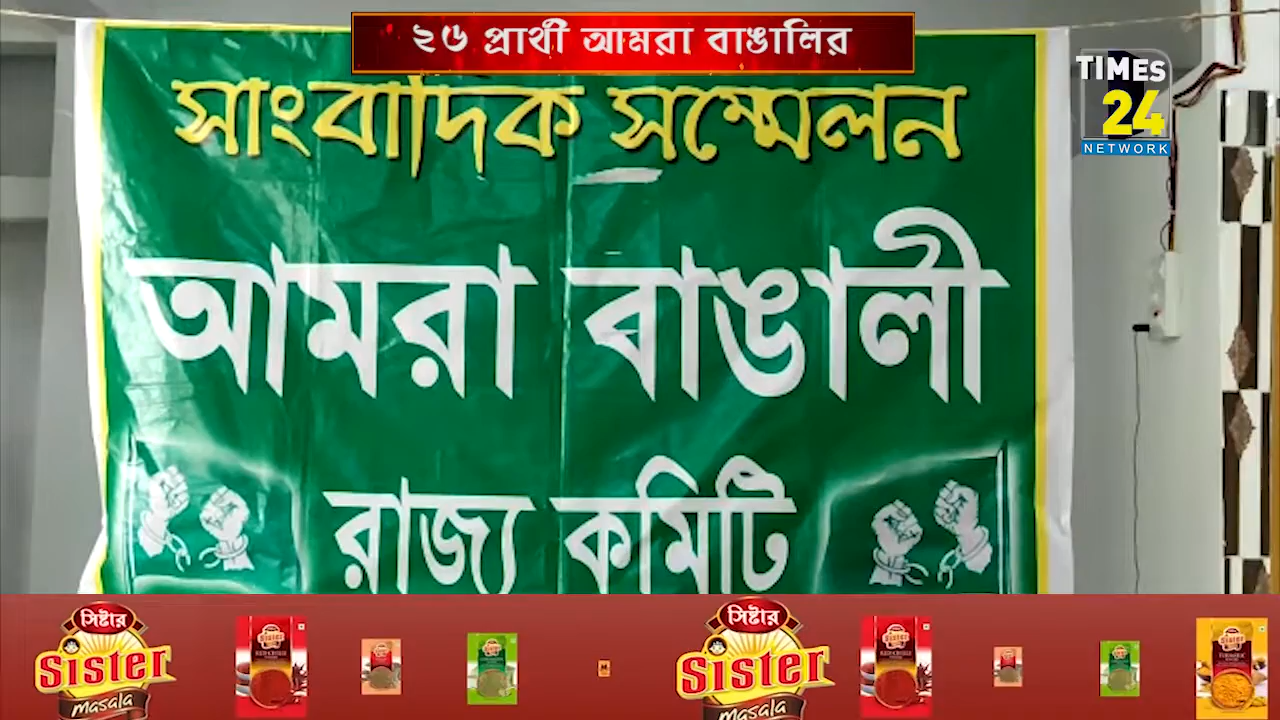 ২৬ প্রার্থী আমরা বাঙালির
TIMES
24
NETWORK
সাংবাদিক সম্মেলন
আমরা বাঙালী
রাজ্য কমিটি
সিষ্টার
Sister
masala
সিষ্টার
Sister
masala